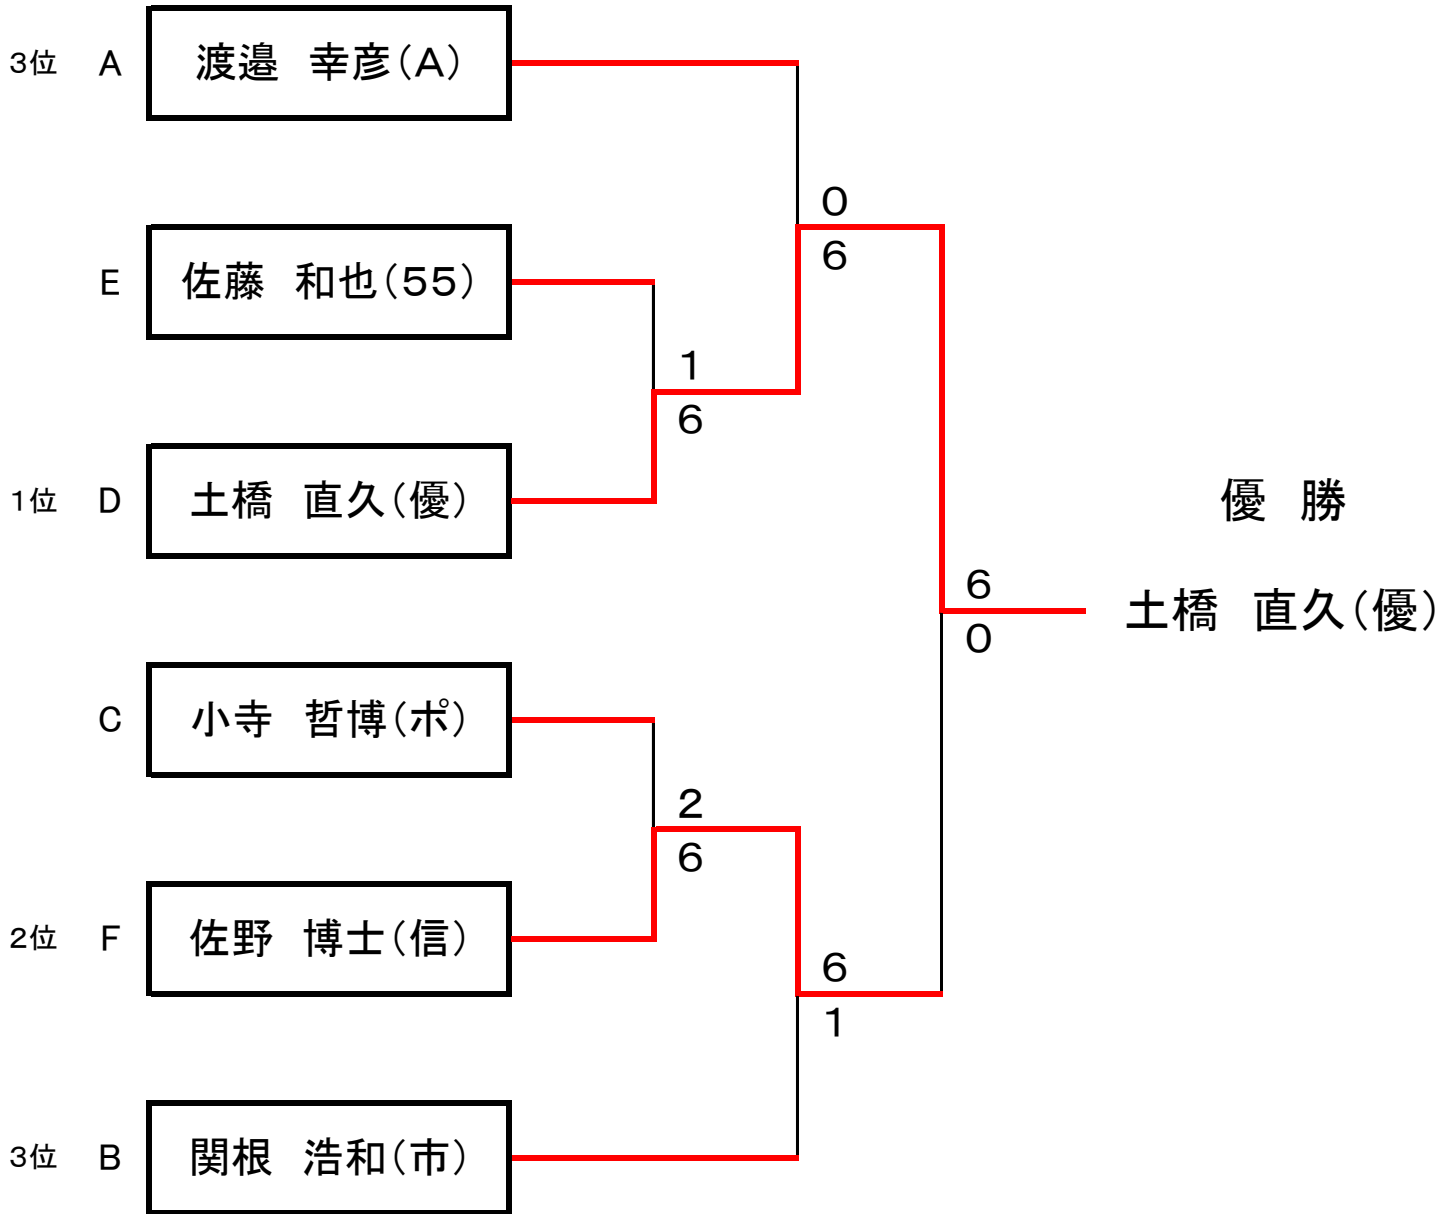 3位 A 渡邉 幸彦(A)
0
6
E 佐藤 和也(55)
1
6
1位 D 土橋 直久(優)
優 勝
6
土橋 直久(優)
0
C 小寺 哲博(ポ)
2
6
2位 F 佐野 博士(信)
6
1
3位 B 関根 浩和(市)